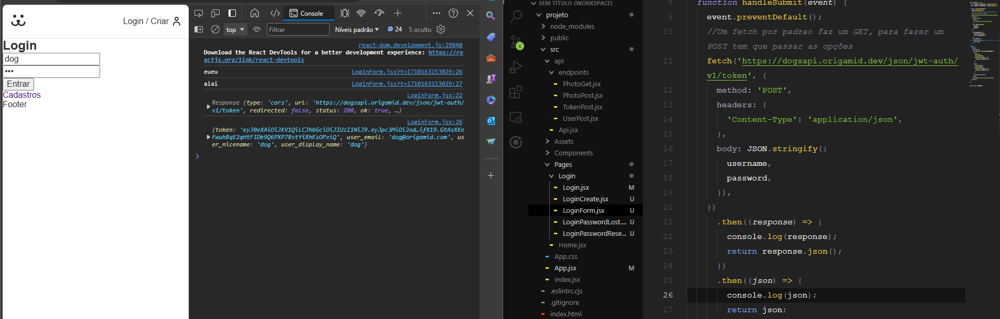 Login / Criar
Login
dog
•••
Entrar
Cadastros
Footer
Console
top
Filtrar
Níveis padrão
24
5 oculto
react-dom.development.js:29840
Download the React DevTools for a better development experience: https://re
actjs.org/link/react-devtools
eueu
LoginForm.jsx?t=1710163153029:26
aiai
LoginForm.jsx?t=1710163153029:27
LoginForm.jsx:22
Response {type: 'cors', url: 'https://dogsapi.origamid.dev/json/jwt-auth/
v1/token', redirected: false, status: 200, ok: true, …}
LoginForm.jsx:26
{token: 'eyJ0eXAiOiJKV1QiLCJhbGciOiJIUzI1NiJ9.eyJpc3MiOiJod…ifX19.GtAsXKe
FwuhBqE2qHtFIDk9Q6PXP78stYiRhKsOPxiQ', user_email: 'dog@origamid.com', us
er_nicename: 'dog', user_display_name: 'dog'}
6
SEM TÍTULO (WORKSPACE)
projeto
node_modules
public
src
api
endpoints
PhotoGet.jsx
PhotoPost.jsx
TokenPost.jsx
UserPost.jsx
Api.jsx
Assets
Components
Pages
Login
Login.jsx M
LoginCreate.jsx U
LoginForm.jsx U
LoginPasswordLost.... U
LoginPasswordRese... U
Home.jsx
App.css
App.jsx M
index.jsx
.eslintrc.cjs
.gitignore
index.html
8 function handleSubmit(event) {
9 event.preventDefault();
10 //Um fetch por padrao faz um GET, para fazer um
POST tem que passar as opções
11 fetch('https://dogsapi.origamid.dev/json/jwt-auth/
v1/token', {
12 method: 'POST',
13 headers: {
14 'Content-Type': 'application/json',
15 },
16 body: JSON.stringify({
17 username,
18 password,
19 }),
20 })
21 .then((response) => {
22 console.log(response);
23 return response.json();
24 })
25 .then((json) => {
26 console.log(json);
27 return json;